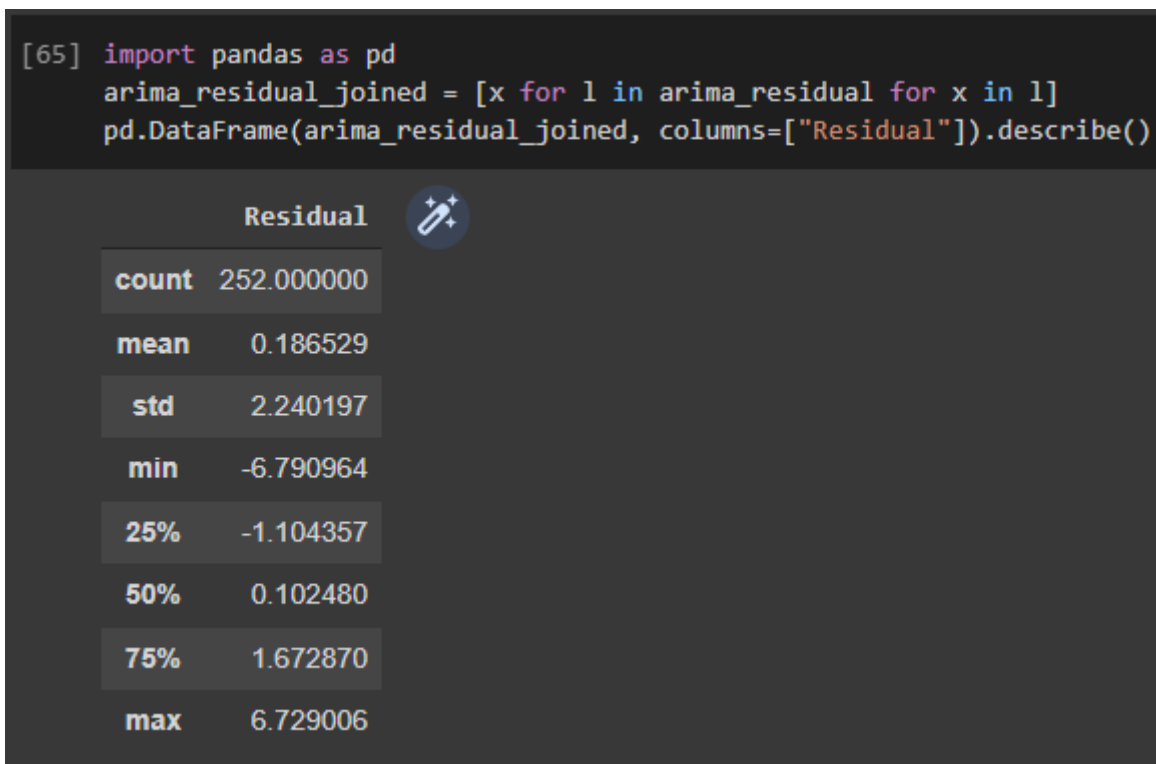 [65] import pandas as pd
arima_residual_joined = [x for l in arima_residual for x in l]
pd.DataFrame(arima_residual_joined, columns=["Residual"]).describe()
Residual
count 252.000000
mean 0.186529
std 2.240197
min -6.790964
25% -1.104357
50% 0.102480
75% 1.672870
max 6.729006